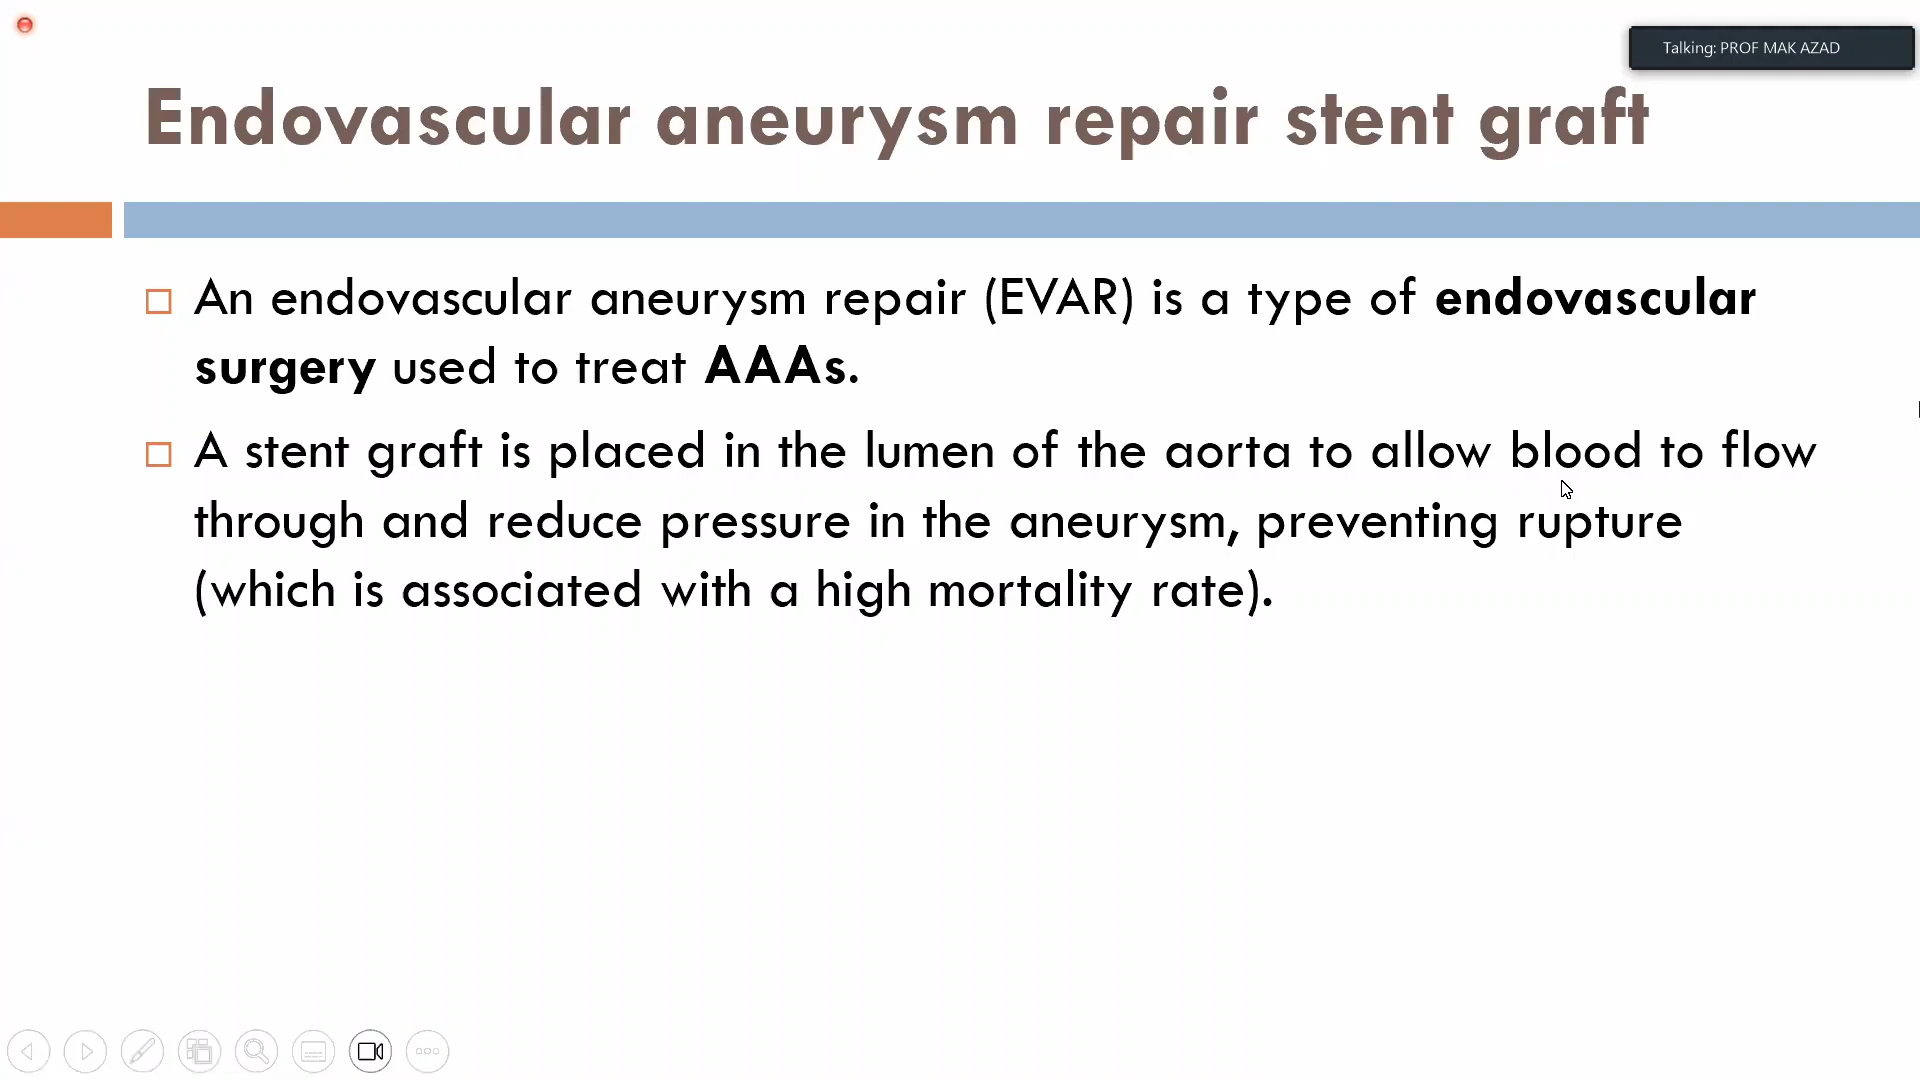 Talking: PROF MAK AZAD
Endovascular aneurysm repair stent graft
An endovascular aneurysm repair (EVAR) is a type of endovascular
surgery used to treat AAAs.
A stent graft is placed in the lumen of the aorta to allow blood to flow
through and reduce pressure in the aneurysm, preventing rupture
(which is associated with a high mortality rate).